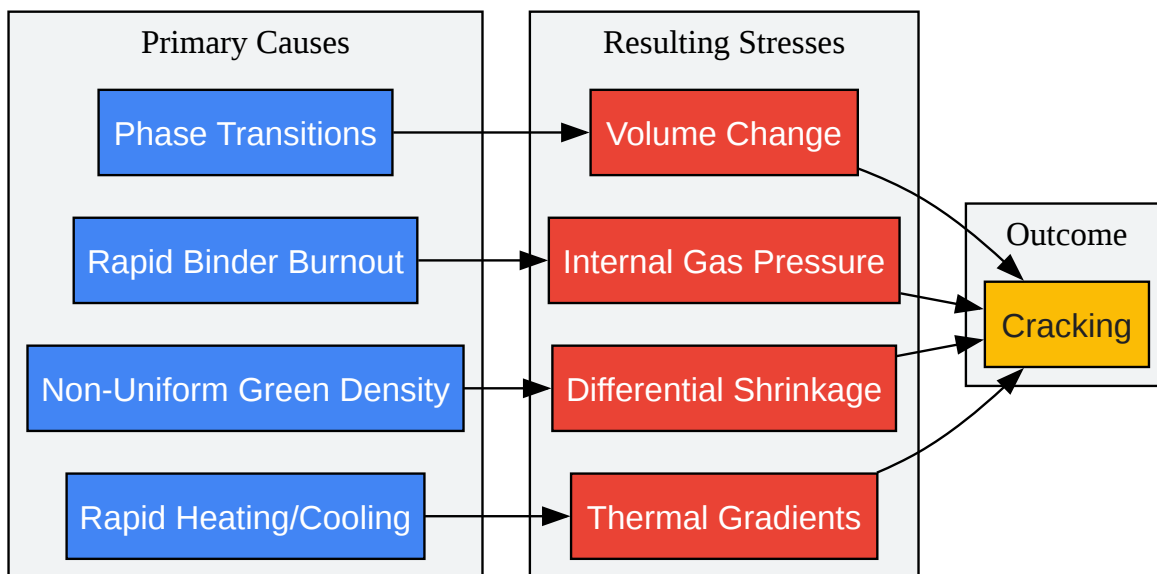 Primary Causes
Phase Transitions
Rapid Binder Burnout
Non-Uniform Green Density
Rapid Heating/Cooling
Resulting Stresses
Volume Change
Internal Gas Pressure
Differential Shrinkage
Thermal Gradients
Outcome
Cracking